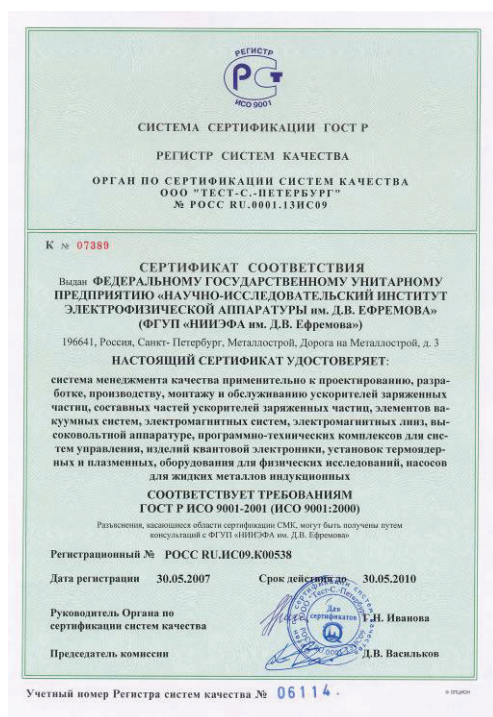 РЕГИСТР
РСТ
ИСО 9001
СИСТЕМА СЕРТИФИКАЦИИ ГОСТ Р
РЕГИСТР СИСТЕМ КАЧЕСТВА
ОРГАН ПО СЕРТИФИКАЦИИ СИСТЕМ КАЧЕСТВА
ООО "ТЕСТ-С.-ПЕТЕРБУРГ"
№ РОСС RU.0001.13ИС09
К № 07389
СЕРТИФИКАТ СООТВЕТСТВИЯ
Выдан ФЕДЕРАЛЬНОМУ ГОСУДАРСТВЕННОМУ УНИТАРНОМУ
ПРЕДПРИЯТИЮ «НАУЧНО-ИССЛЕДОВАТЕЛЬСКИЙ ИНСТИТУТ
ЭЛЕКТРОФИЗИЧЕСКОЙ АППАРАТУРЫ им. Д.В. ЕФРЕМОВА»
(ФГУП «НИИЭФА им. Д.В. Ефремова»)
196641, Россия, Санкт- Петербург, Металлострой, Дорога на Металлострой, д. 3
НАСТОЯЩИЙ СЕРТИФИКАТ УДОСТОВЕРЯЕТ:
система менеджмента качества применительно к проектированию, разра-
ботке, производству, монтажу и обслуживанию ускорителей заряженных
частиц, составных частей ускорителей заряженных частиц, элементов ва-
куумных систем, электромагнитных систем, электромагнитных линз, вы-
соковольтной аппаратуре, программно-технических комплексов для сис-
тем управления, изделий квантовой электроники, установок термоядер-
ных и плазменных, оборудования для физических исследований, насосов
для жидких металлов индукционных
СООТВЕТСТВУЕТ ТРЕБОВАНИЯМ
ГОСТ Р ИСО 9001-2001 (ИСО 9001:2000)
Разъяснения, касающиеся области сертификации СМК, могут быть получены путем
консультаций с ФГУП «НИИЭФА им. Д.В. Ефремова»
Регистрационный № РОСС RU.ИС09.К00538
Дата регистрации 30.05.2007 Срок действия до 30.05.2010
Руководитель Органа по
сертификации систем качества Г.Н. Иванова
Для
сертификатов
Председатель комиссии Д.В. Васильков
Учетный номер Регистра систем качества № 06114.
© ОПЦИОН